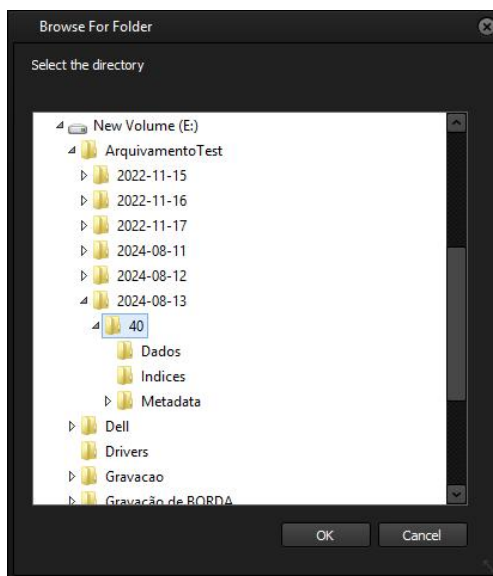 Browse For Folder
Select the directory
New Volume (E:)
ArquivamentoTest
2022-11-15
2022-11-16
2022-11-17
2024-08-11
2024-08-12
2024-08-13
40
Dados
Indices
Metadata
Dell
Drivers
Gravacao
Gravação de BORDA
OK Cancel